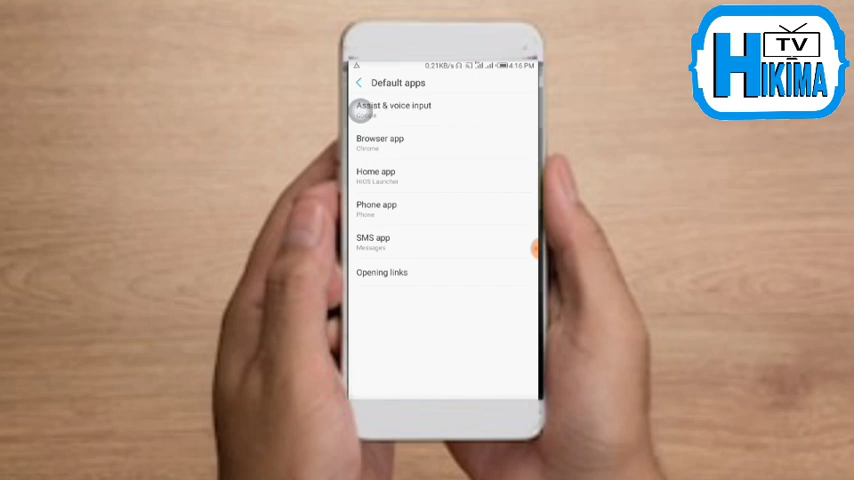 TV
HIKIMA
0.21KB/s 4:16 PM
Default apps
Assist & voice input
Browser app
Chrome
Home app
HiOS Launcher
Phone app
Phone
SMS app
Messages
Opening links